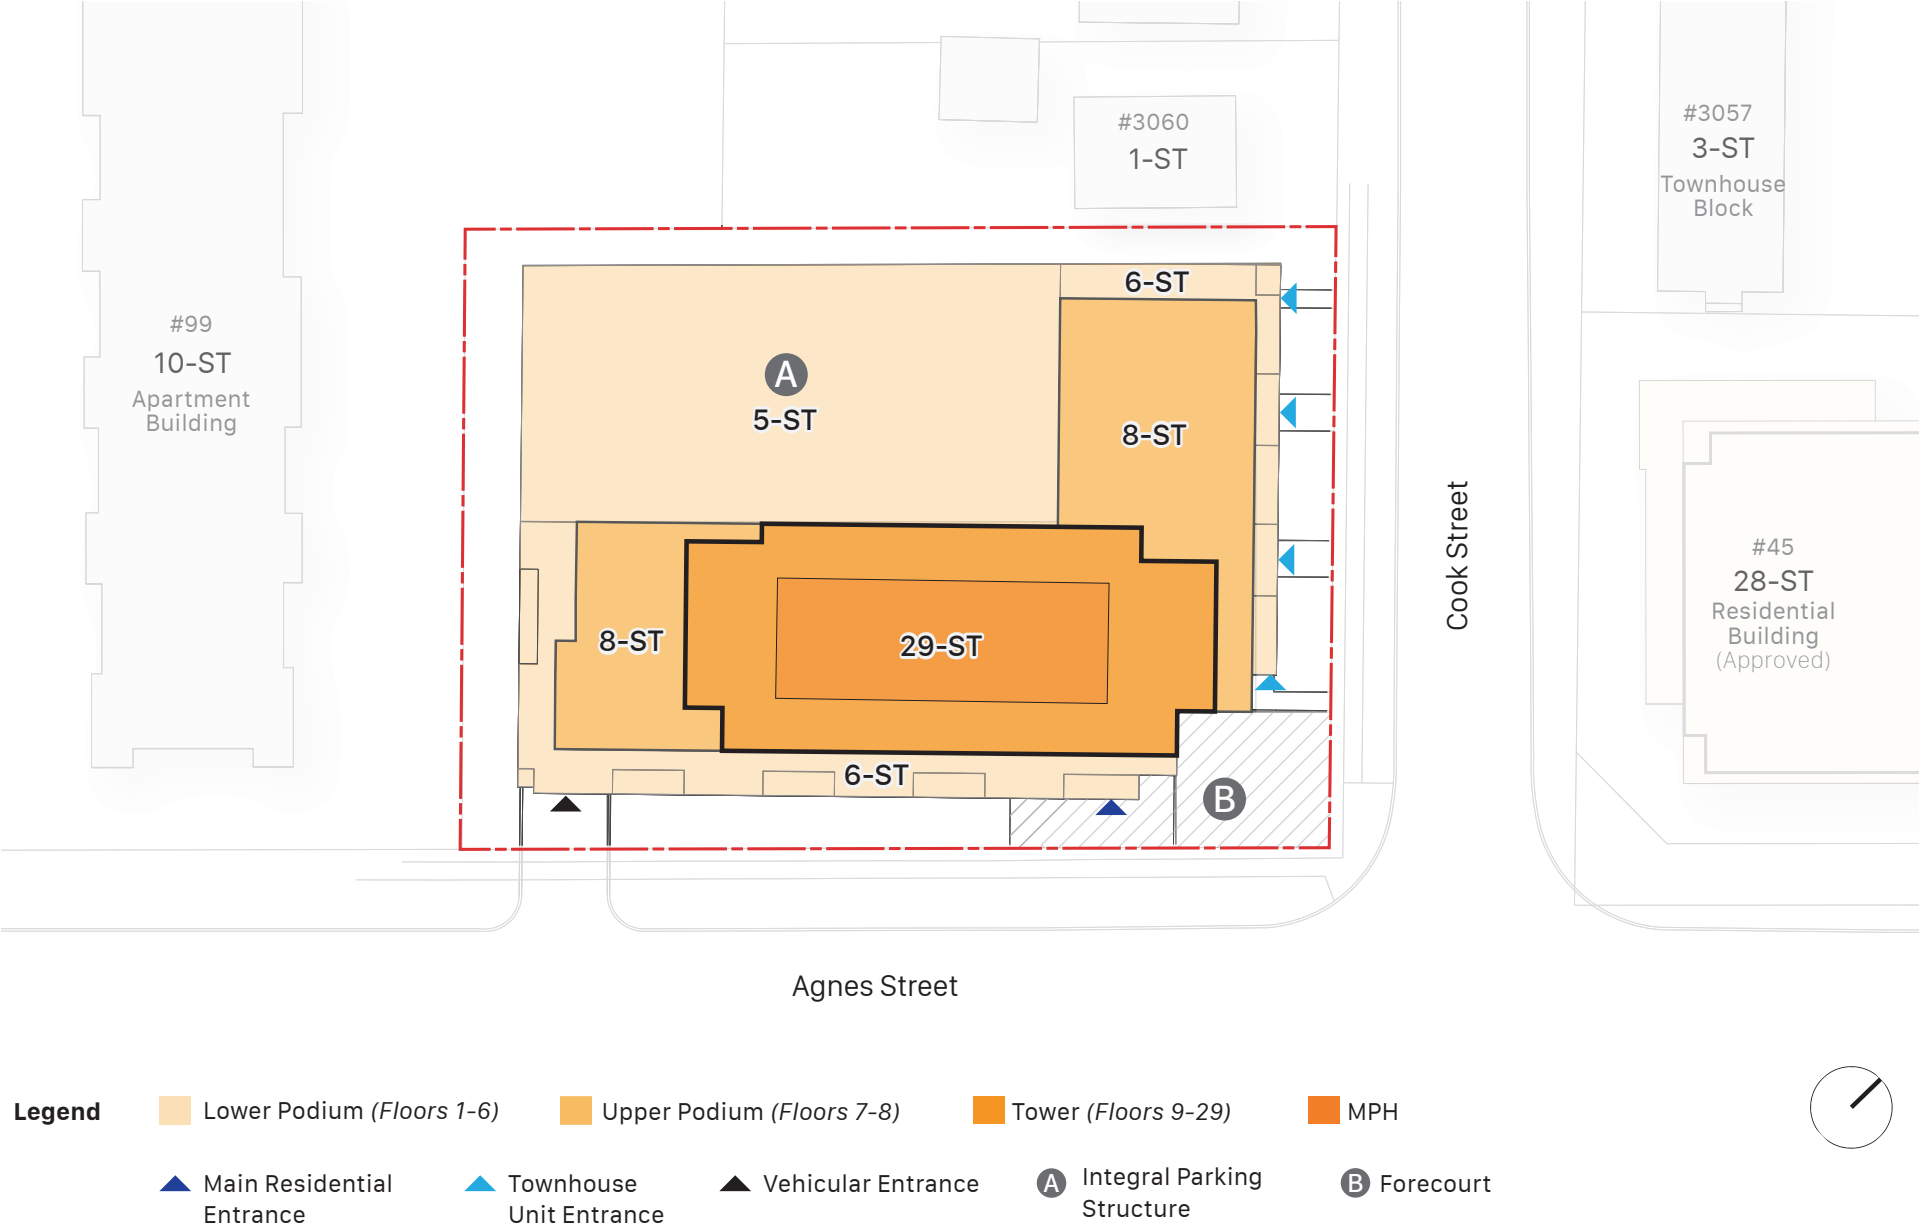 #3060
1-ST
#3057
3-ST
Townhouse
Block
6-ST
#99
10-ST
Apartment
Building
A
5-ST
8-ST
Cook Street
#45
28-ST
Residential
Building
(Approved)
8-ST
29-ST
6-ST
B
Agnes Street
Legend
Lower Podium (Floors 1-6)
Upper Podium (Floors 7-8)
Tower (Floors 9-29)
MPH
Main Residential
Entrance
Townhouse
Unit Entrance
Vehicular Entrance
A
Integral Parking
Structure
B
Forecourt